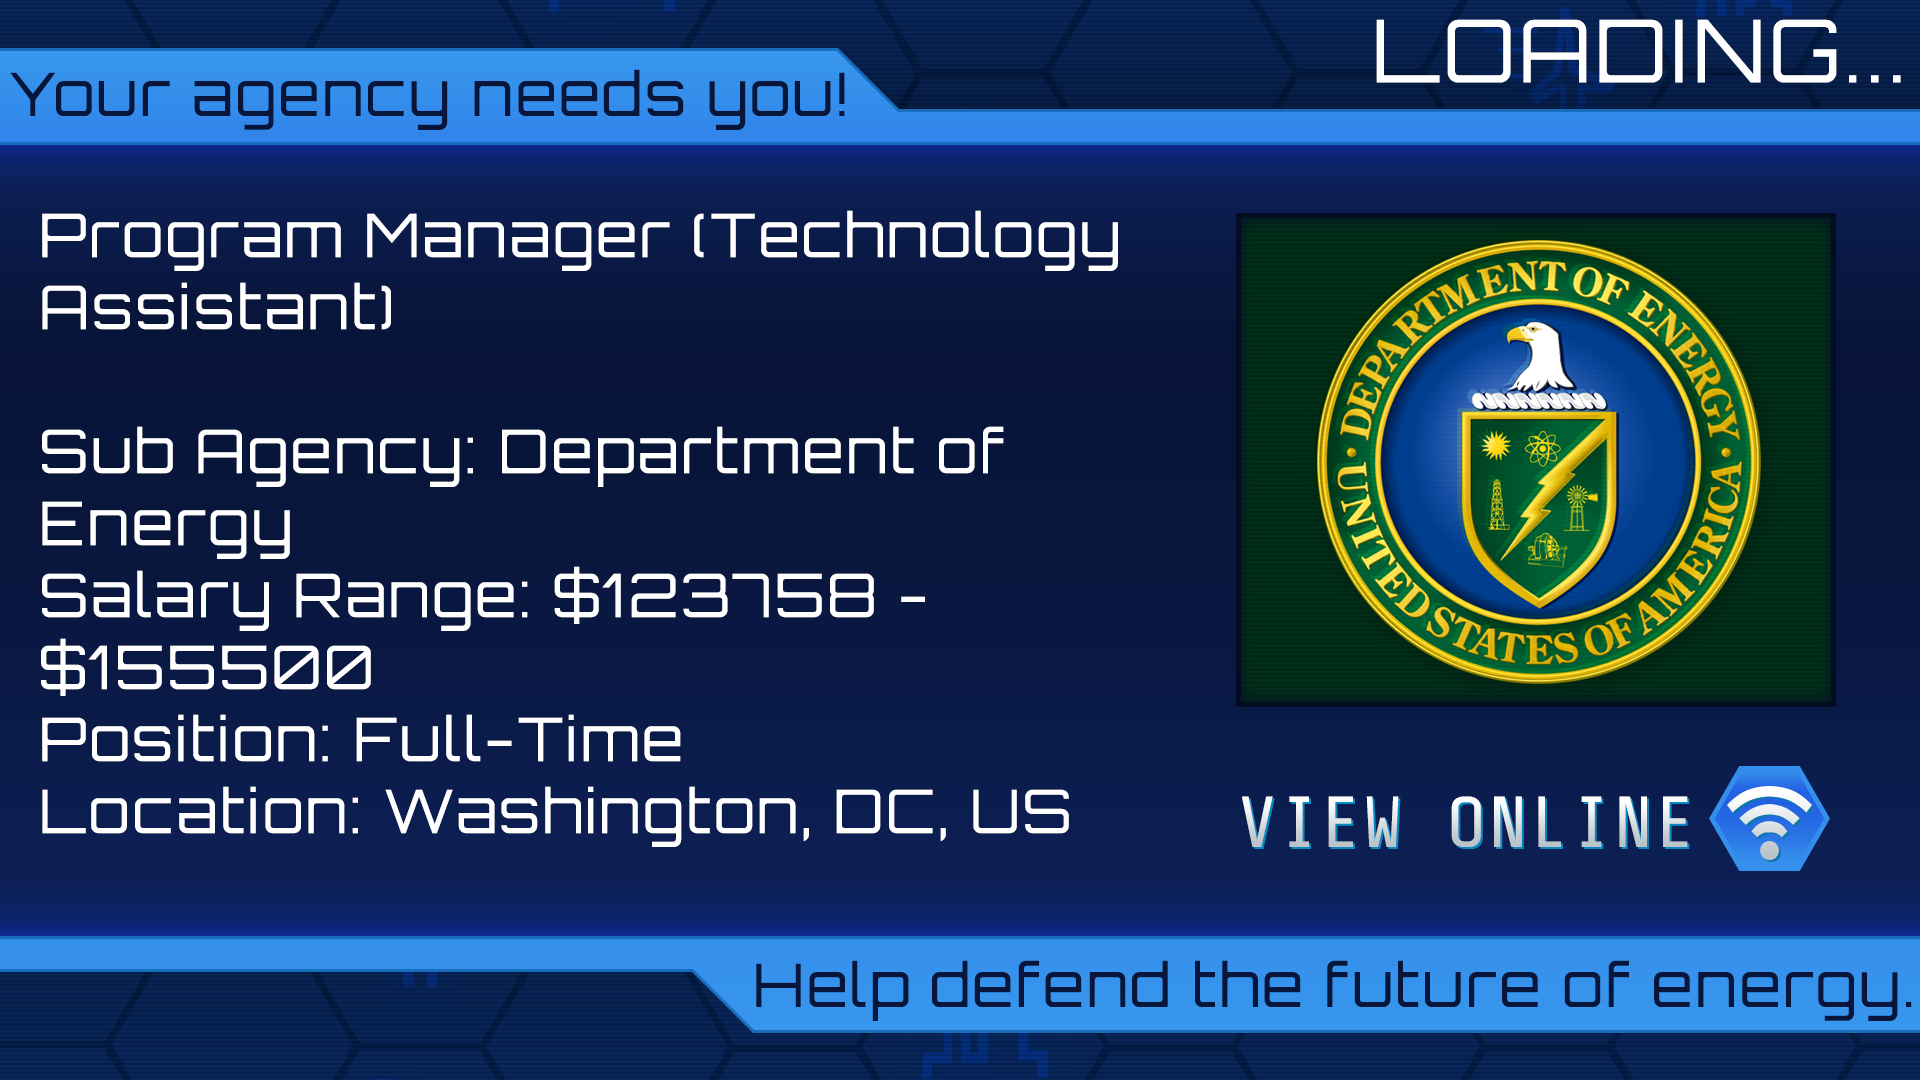 LOADING...
Your agency needs you!
Program Manager (Technology
Assistant)
Sub Agency: Department of
Energy
Salary Range: $123758 -
$155500
Position: Full-Time
Location: Washington, DC, US
DEPARTMENT OF ENERGY
UNITED STATES OF AMERICA
VIEW ONLINE
Help defend the future of energy.